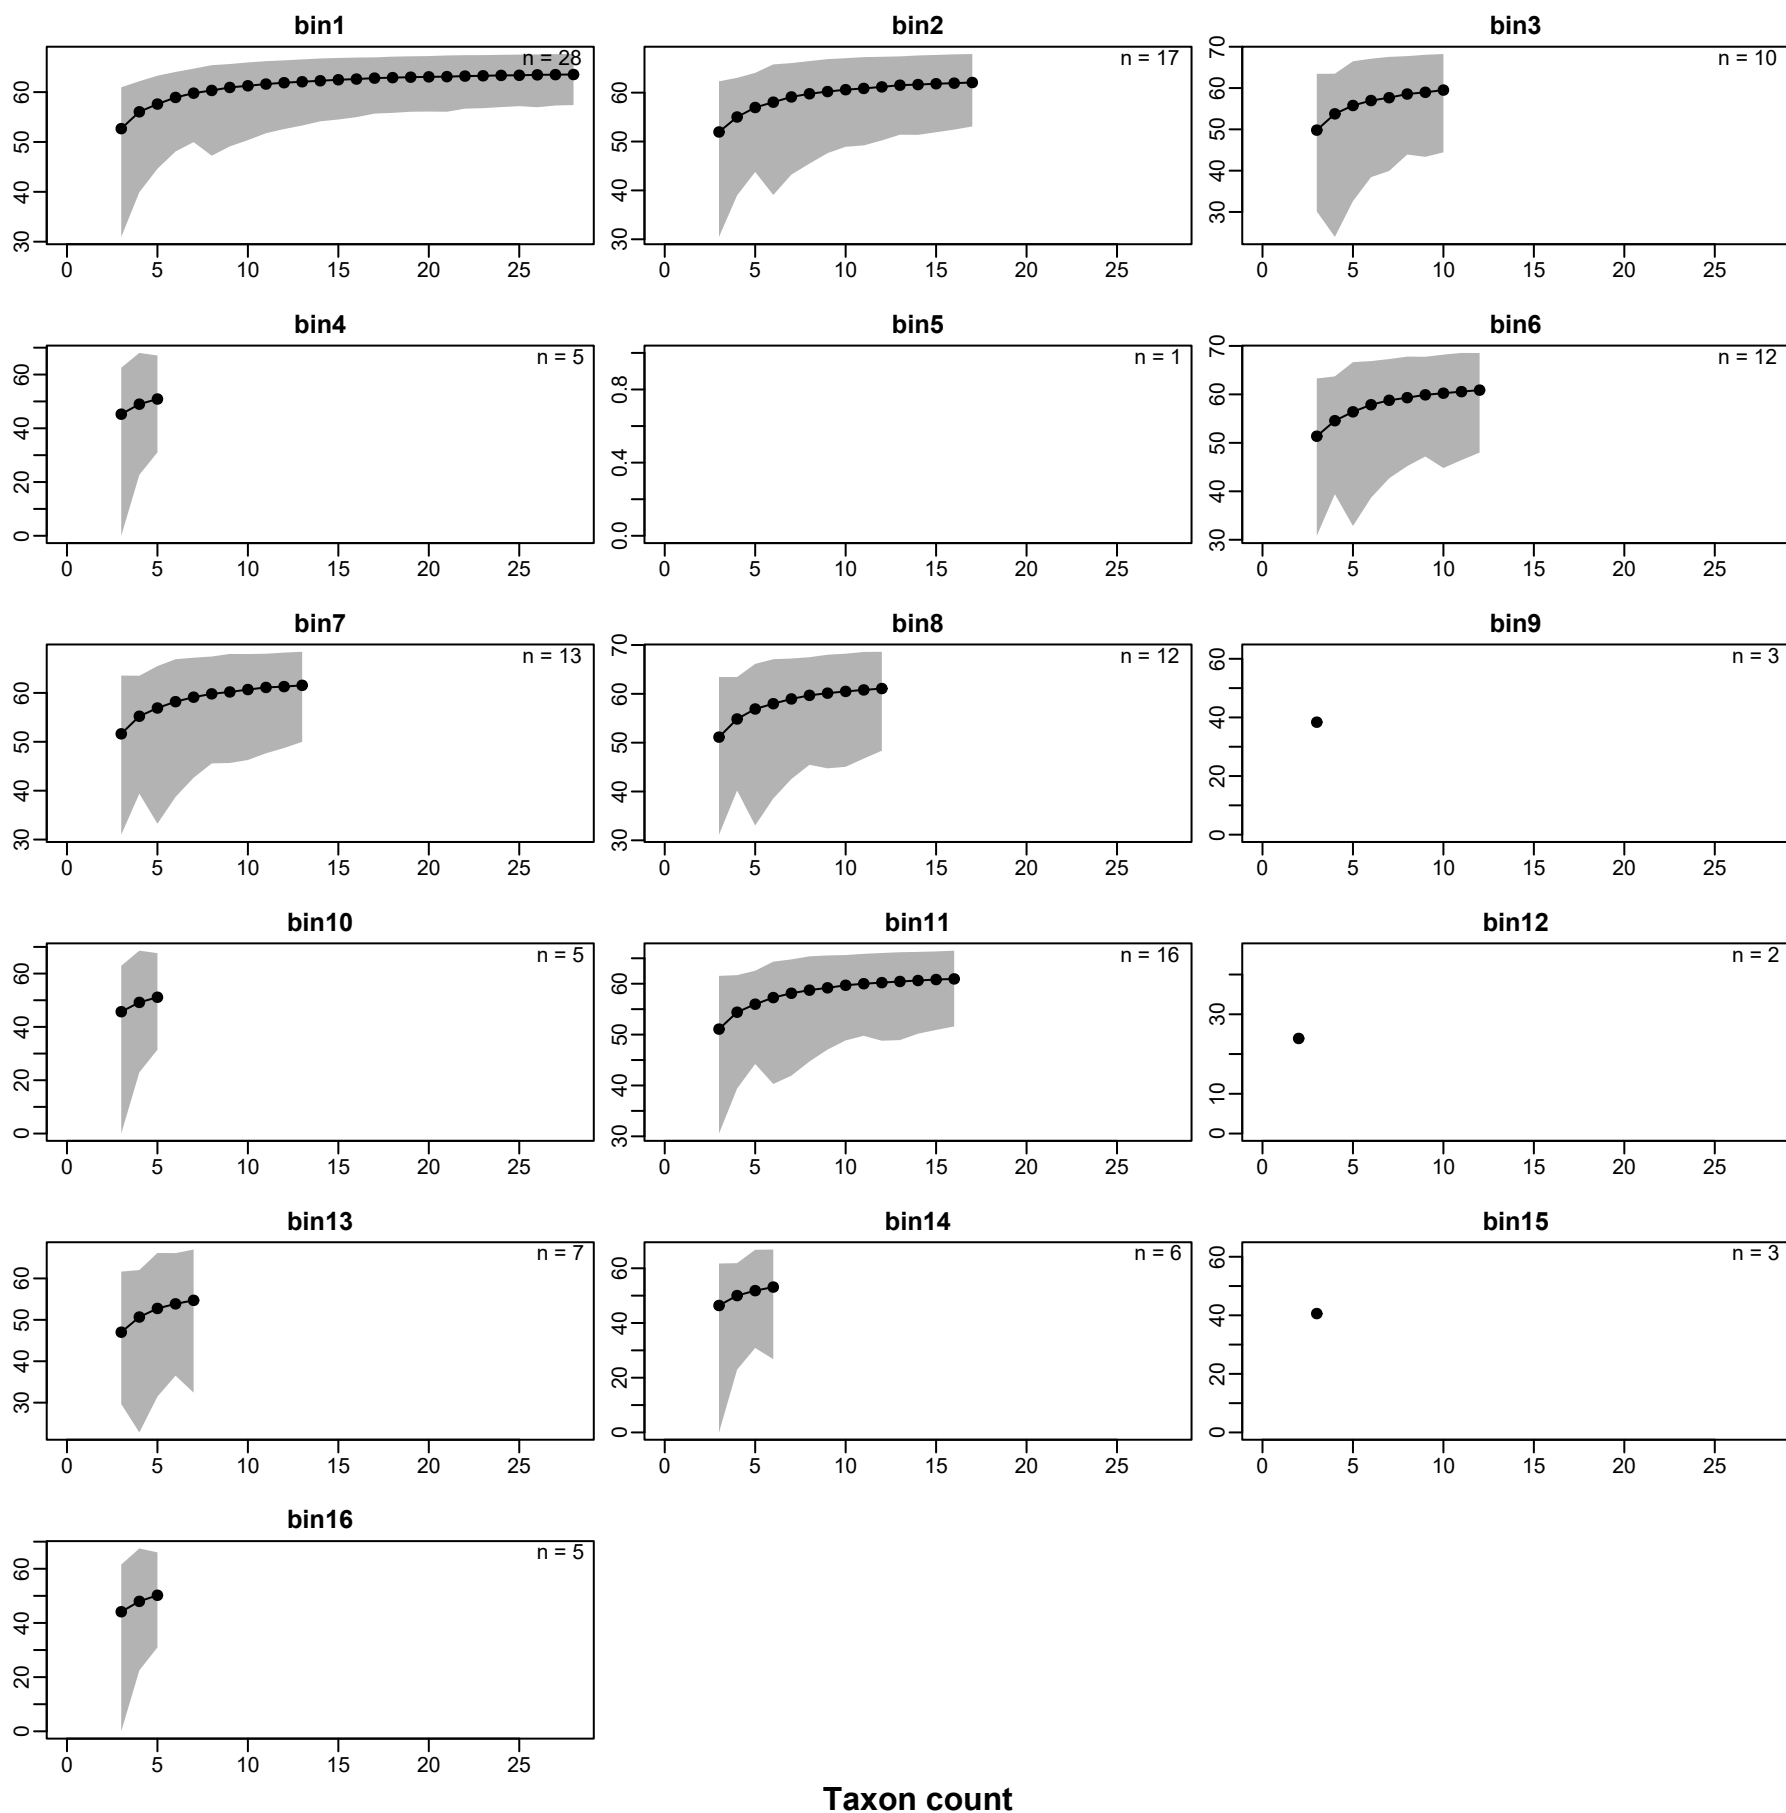 bin1
n = 28
30 40 50 60
0 5 10 15 20 25
bin2
n = 17
30 40 50 60
0 5 10 15 20 25
bin3
n = 10
30 40 50 60 70
0 5 10 15 20 25
bin4
n = 5
0 20 40 60
0 5 10 15 20 25
bin5
n = 1
0.0 0.4 0.8
0 5 10 15 20 25
bin6
n = 12
30 40 50 60 70
0 5 10 15 20 25
bin7
n = 13
30 40 50 60
0 5 10 15 20 25
bin8
n = 12
30 40 50 60 70
0 5 10 15 20 25
bin9
n = 3
0 20 40 60
0 5 10 15 20 25
bin10
n = 5
0 20 40 60
0 5 10 15 20 25
bin11
n = 16
30 40 50 60
0 5 10 15 20 25
bin12
n = 2
0 10 30
0 5 10 15 20 25
bin13
n = 7
30 40 50 60
0 5 10 15 20 25
bin14
n = 6
0 20 40 60
0 5 10 15 20 25
bin15
n = 3
0 20 40 60
0 5 10 15 20 25
bin16
n = 5
0 20 40 60
0 5 10 15 20 25
Taxon count